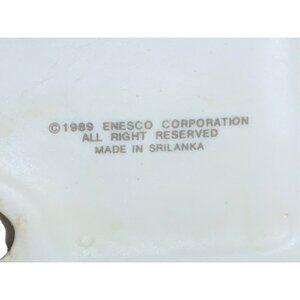 ©1989 ENESCO CORPORATION
ALL RIGHT RESERVED
MADE IN SRILANKA